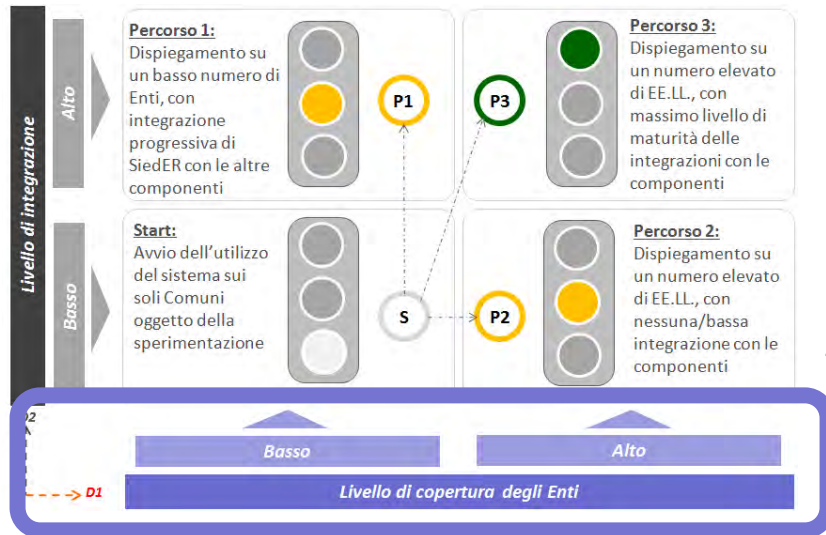 Livello di integrazione
Alto
Percorso 1:
Dispiegamento su
un basso numero di
Enti, con
integrazione
progressiva di
SiedER con le altre
componenti
P1
P3
Percorso 3:
Dispiegamento su
un numero elevato
di EE.LL., con
massimo livello di
maturità delle
integrazioni con le
componenti
Basso
Start:
Avvio dell'utilizzo
del sistema sui
soli Comuni
oggetto della
sperimentazione
S
P2
Percorso 2:
Dispiegamento su
un numero elevato
di EE.LL., con
nessuna/bassa
integrazione con le
componenti
D2
Basso
Alto
D1
Livello di copertura degli Enti